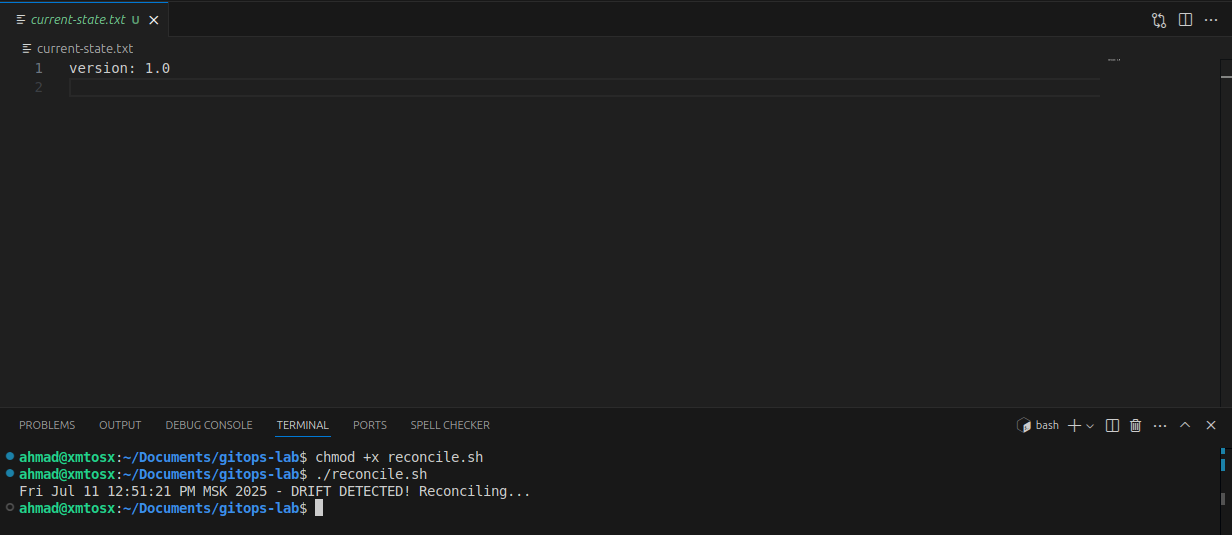 current-state.txt U
current-state.txt
1 version: 1.0
2
PROBLEMS OUTPUT DEBUG CONSOLE TERMINAL PORTS SPELL CHECKER bash
ahmad@xmtosx:~/Documents/gitops-lab$ chmod +x reconcile.sh
ahmad@xmtosx:~/Documents/gitops-lab$ ./reconcile.sh
Fri Jul 11 12:51:21 PM MSK 2025 - DRIFT DETECTED! Reconciling...
ahmad@xmtosx:~/Documents/gitops-lab$